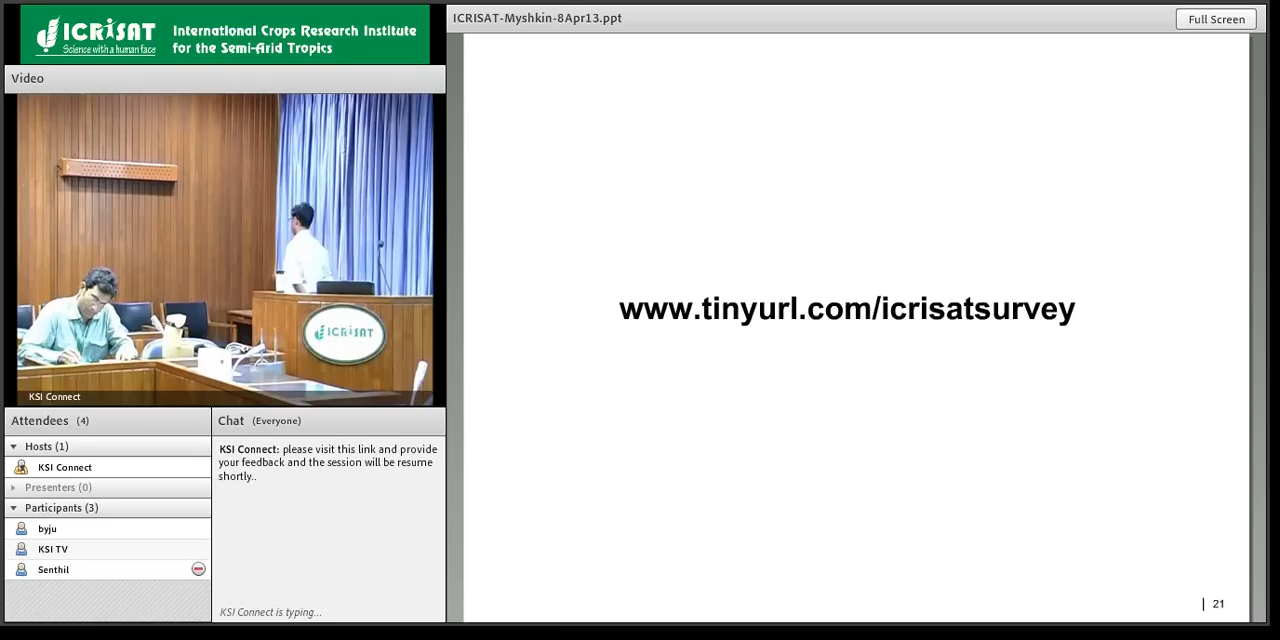 ICRISAT
Science with a human face
International Crops Research Institute
for the Semi-Arid Tropics
Video
ICRISAT
KSI Connect
Attendees (4)
Hosts (1)
KSI Connect
Presenters (0)
Participants (3)
byju
KSI TV
Senthil
Chat (Everyone)
KSI Connect: please visit this link and provide
your feedback and the session will be resume
shortly..
KSI Connect is typing...
ICRISAT-Myshkin-8Apr13.ppt
Full Screen
www.tinyurl.com/icrisatsurvey
| 21